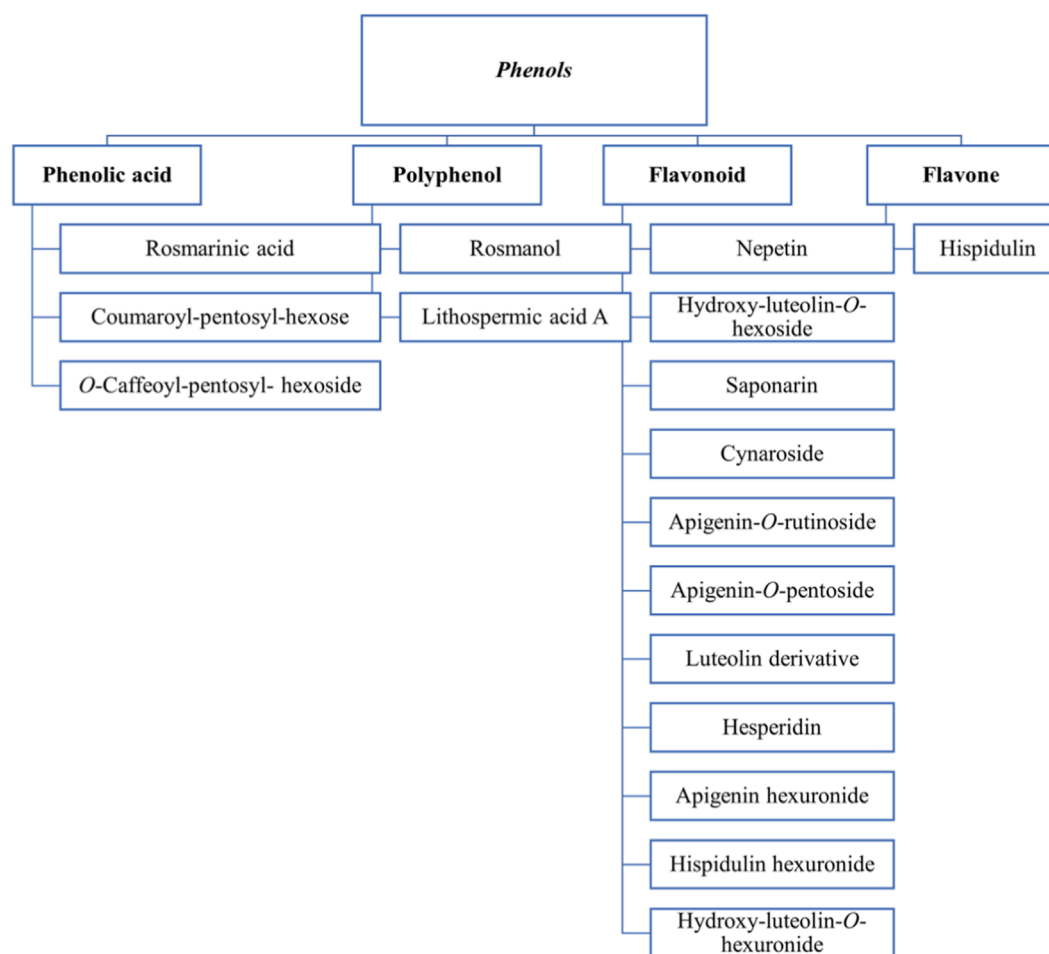 Phenols
Phenolic acid
Polyphenol
Flavonoid
Flavone
Rosmarinic acid
Rosmanol
Nepetin
Hispidulin
Coumaroyl-pentosyl-hexose
Lithospermic acid A
Hydroxy-luteolin-O-
hexoside
O-Caffeoyl-pentosyl- hexoside
Saponarin
Cynaroside
Apigenin-O-rutinoside
Apigenin-O-pentoside
Luteolin derivative
Hesperidin
Apigenin hexuronide
Hispidulin hexuronide
Hydroxy-luteolin-O-
hexuronide